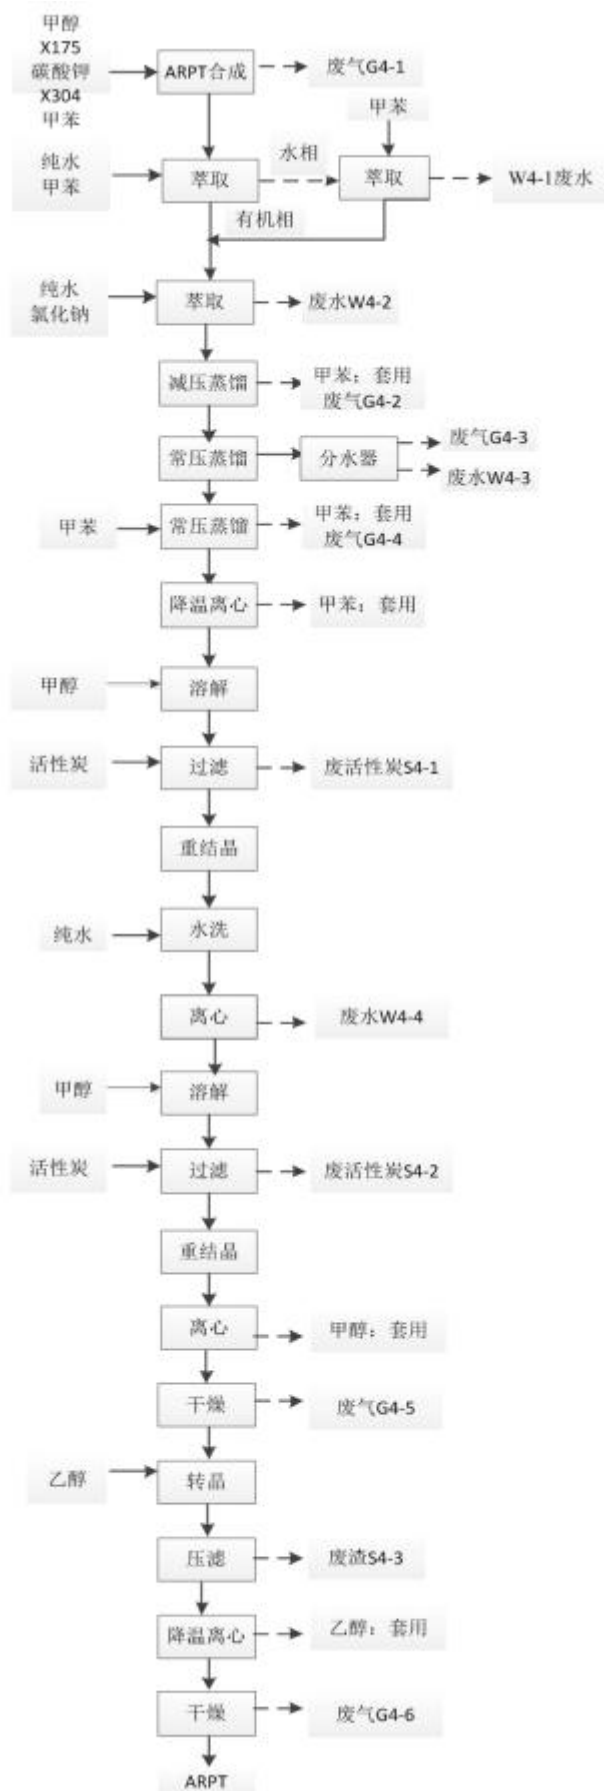 甲醇
X175
碳酸钾
X304
甲苯
ARPT合成
废气G4-1
甲苯
纯水
甲苯
萃取
水相
萃取
W4-1废水
有机相
纯水
氯化钠
萃取
废水W4-2
减压蒸馏
甲苯：套用
废气G4-2
常压蒸馏
分水器
废气G4-3
废水W4-3
甲苯
常压蒸馏
甲苯：套用
废气G4-4
降温离心
甲苯：套用
甲醇
溶解
活性炭
过滤
废活性炭S4-1
重结晶
纯水
水洗
离心
废水W4-4
甲醇
溶解
活性炭
过滤
废活性炭S4-2
重结晶
离心
甲醇：套用
干燥
废气G4-5
乙醇
转晶
压滤
废渣S4-3
降温离心
乙醇：套用
干燥
废气G4-6
ARPT